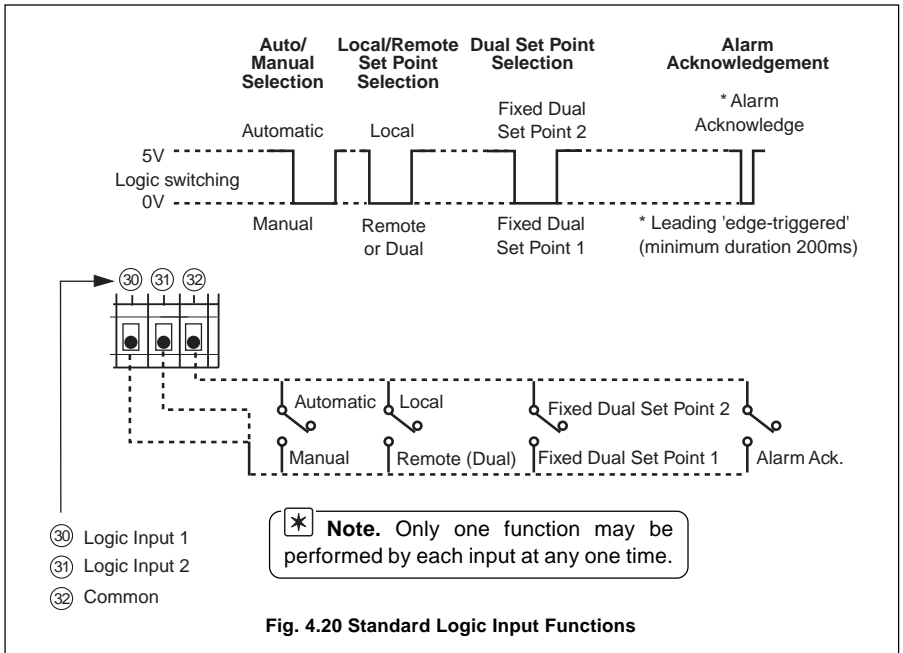 Auto/
Manual
Selection
Local/Remote
Set Point
Selection
Dual Set Point
Selection
Alarm
Acknowledgement
Automatic
Local
Fixed Dual
Set Point 2
* Alarm
Acknowledge
5V
Logic switching
0V
Manual
Remote
or Dual
Fixed Dual
Set Point 1
* Leading 'edge-triggered'
(minimum duration 200ms)
30 31 32
Automatic
Local
Fixed Dual Set Point 2
Manual
Remote (Dual)
Fixed Dual Set Point 1
Alarm Ack.
30 Logic Input 1
31 Logic Input 2
32 Common
* Note. Only one function may be
performed by each input at any one time.
Fig. 4.20 Standard Logic Input Functions